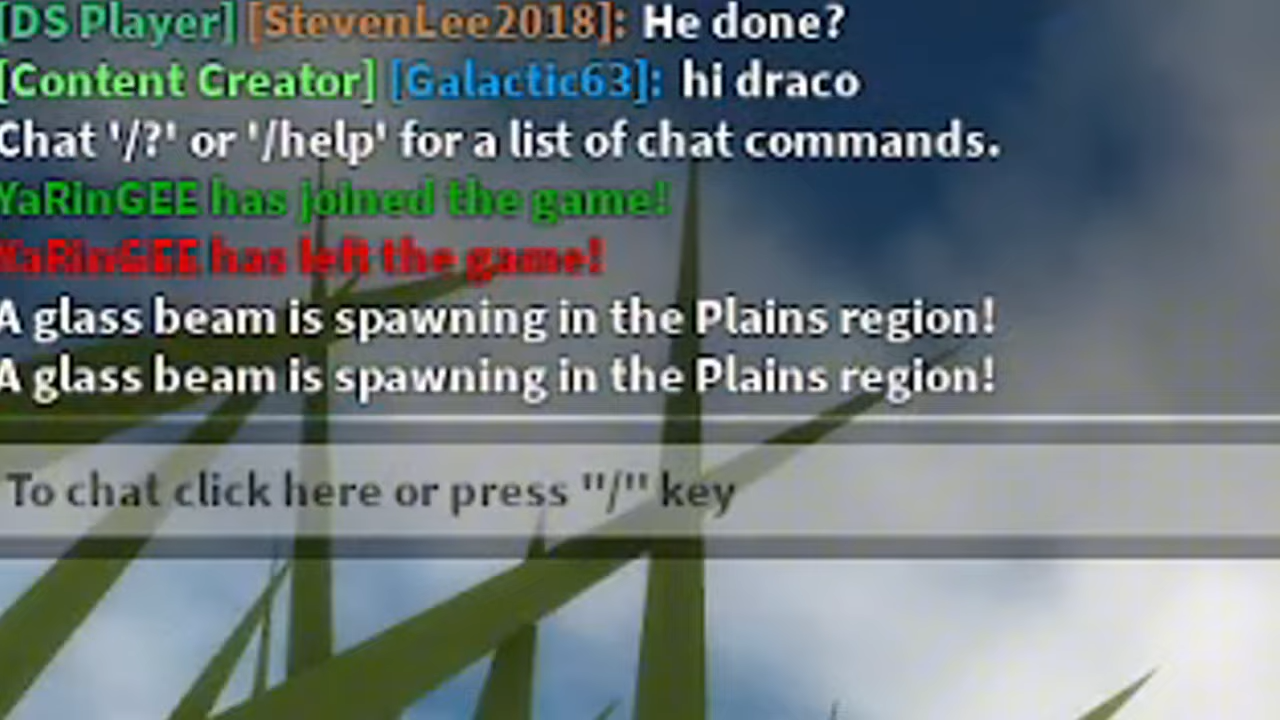 [DS Player] [StevenLee2018]: He done?
[Content Creator] [Galactic63]: hi draco
Chat '/?' or '/help' for a list of chat commands.
YaRinGEE has joined the game!
YaRinGEE has left the game!
A glass beam is spawning in the Plains region!
A glass beam is spawning in the Plains region!
To chat click here or press "/" key